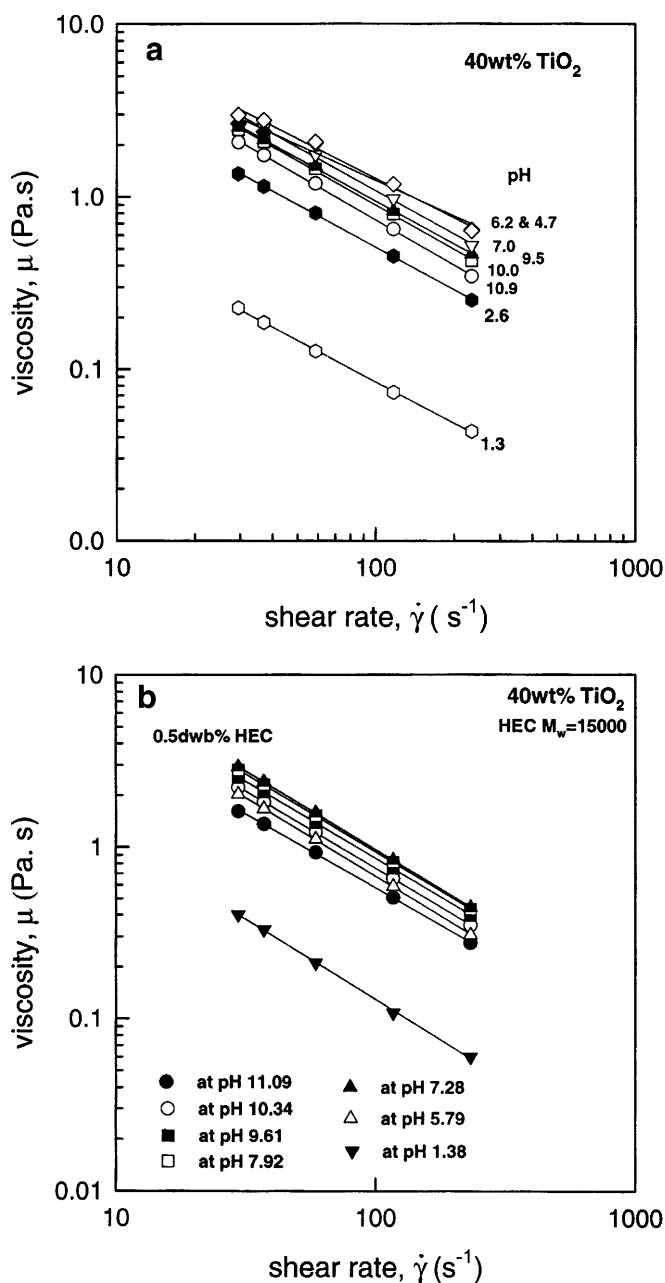 a
40wt% TiO2
10.0
1.0
0.1
0.0
viscosity, μ (Pa.s)
pH
6.2 & 4.7
7.0
9.5
10.0
10.9
2.6
1.3
10
100
1000
shear rate, γ̇ ( s-1)
b
40wt% TiO2
0.5dwb% HEC
HEC Mw=15000
10
1
0.1
0.01
viscosity, μ (Pa. s)
at pH 11.09
at pH 10.34
at pH 9.61
at pH 7.92
at pH 7.28
at pH 5.79
at pH 1.38
10
100
1000
shear rate, γ̇ (s-1)